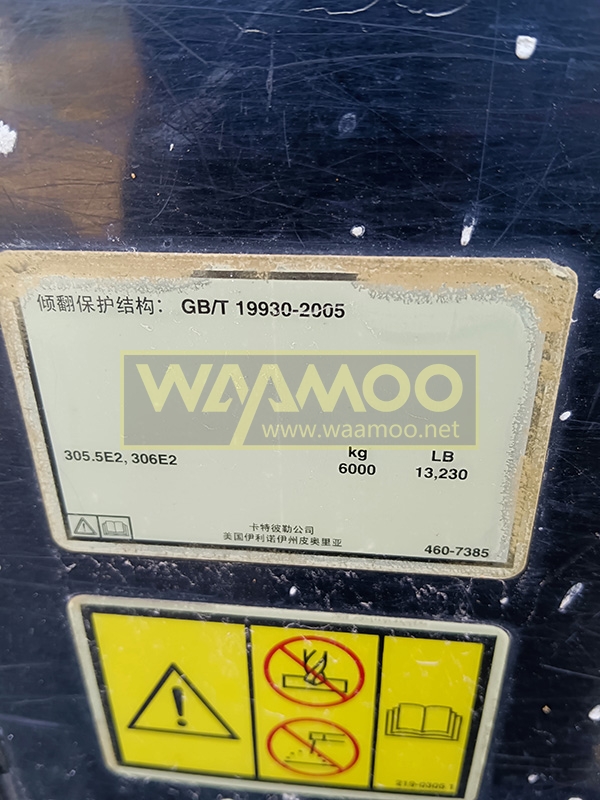 倾翻保护结构: GB/T 19930-2005
WAAMOO
www.waamoo.net
kg LB
305.5E2, 306E2 6000 13,230
卡特彼勒公司
美国伊利诺伊州皮奥里亚
460-7385